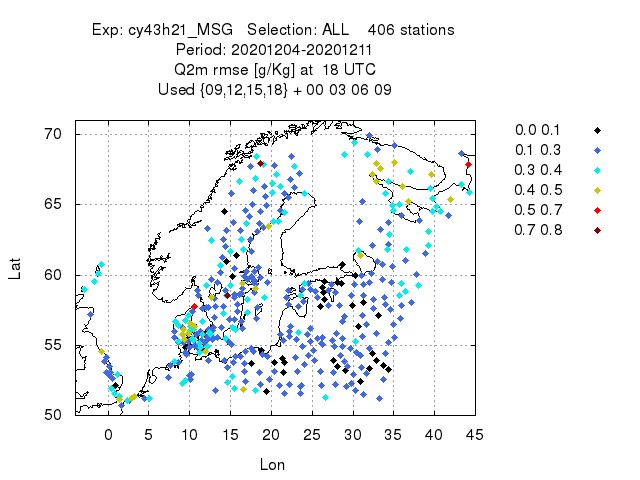 Exp: cy43h21_MSG   Selection: ALL    406 stations
Period: 20201204-20201211
Q2m rmse [g/Kg] at  18 UTC
Used {09,12,15,18} + 00 03 06 09
0.0 0.1
0.1 0.3
0.3 0.4
0.4 0.5
0.5 0.7
0.7 0.8
70
65
60
55
50
Lat
0 5 10 15 20 25 30 35 40 45
Lon